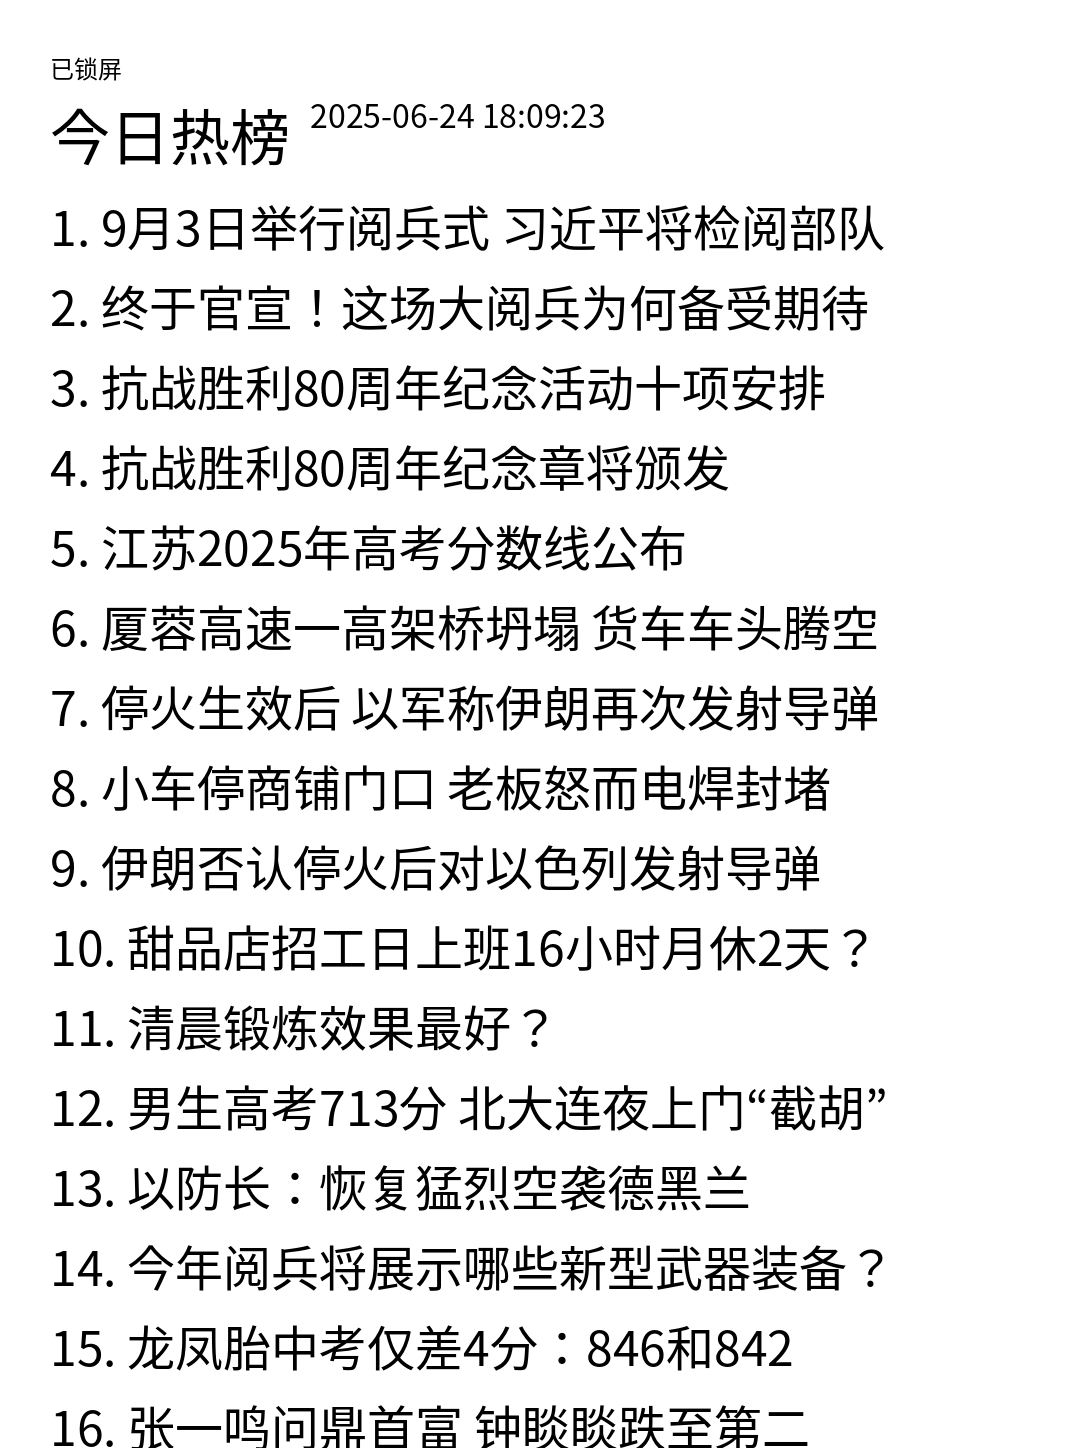 已锁屏
今日热榜 2025-06-24 18:09:23
1. 9月3日举行阅兵式 习近平将检阅部队
2. 终于官宣！这场大阅兵为何备受期待
3. 抗战胜利80周年纪念活动十项安排
4. 抗战胜利80周年纪念章将颁发
5. 江苏2025年高考分数线公布
6. 厦蓉高速一高架桥坍塌 货车车头腾空
7. 停火生效后 以军称伊朗再次发射导弹
8. 小车停商铺门口 老板怒而电焊封堵
9. 伊朗否认停火后对以色列发射导弹
10. 甜品店招工日上班16小时月休2天？
11. 清晨锻炼效果最好？
12. 男生高考713分 北大连夜上门“截胡”
13. 以防长：恢复猛烈空袭德黑兰
14. 今年阅兵将展示哪些新型武器装备？
15. 龙凤胎中考仅差4分：846和842
16. 张一鸣问鼎首富 钟睒睒跌至第二